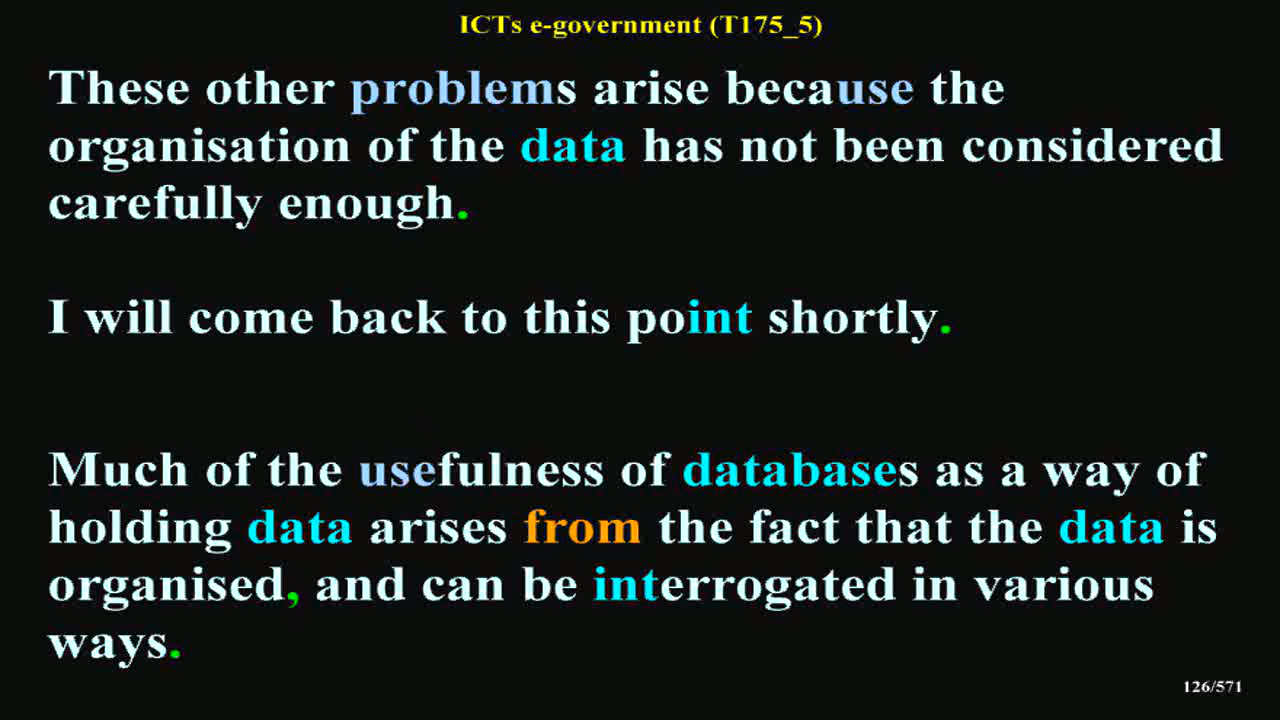 ICTs e-government (T175_5)
These other problems arise because the
organisation of the data has not been considered
carefully enough.
I will come back to this point shortly.
Much of the usefulness of databases as a way of
holding data arises from the fact that the data is
organised, and can be interrogated in various
ways.
126/571